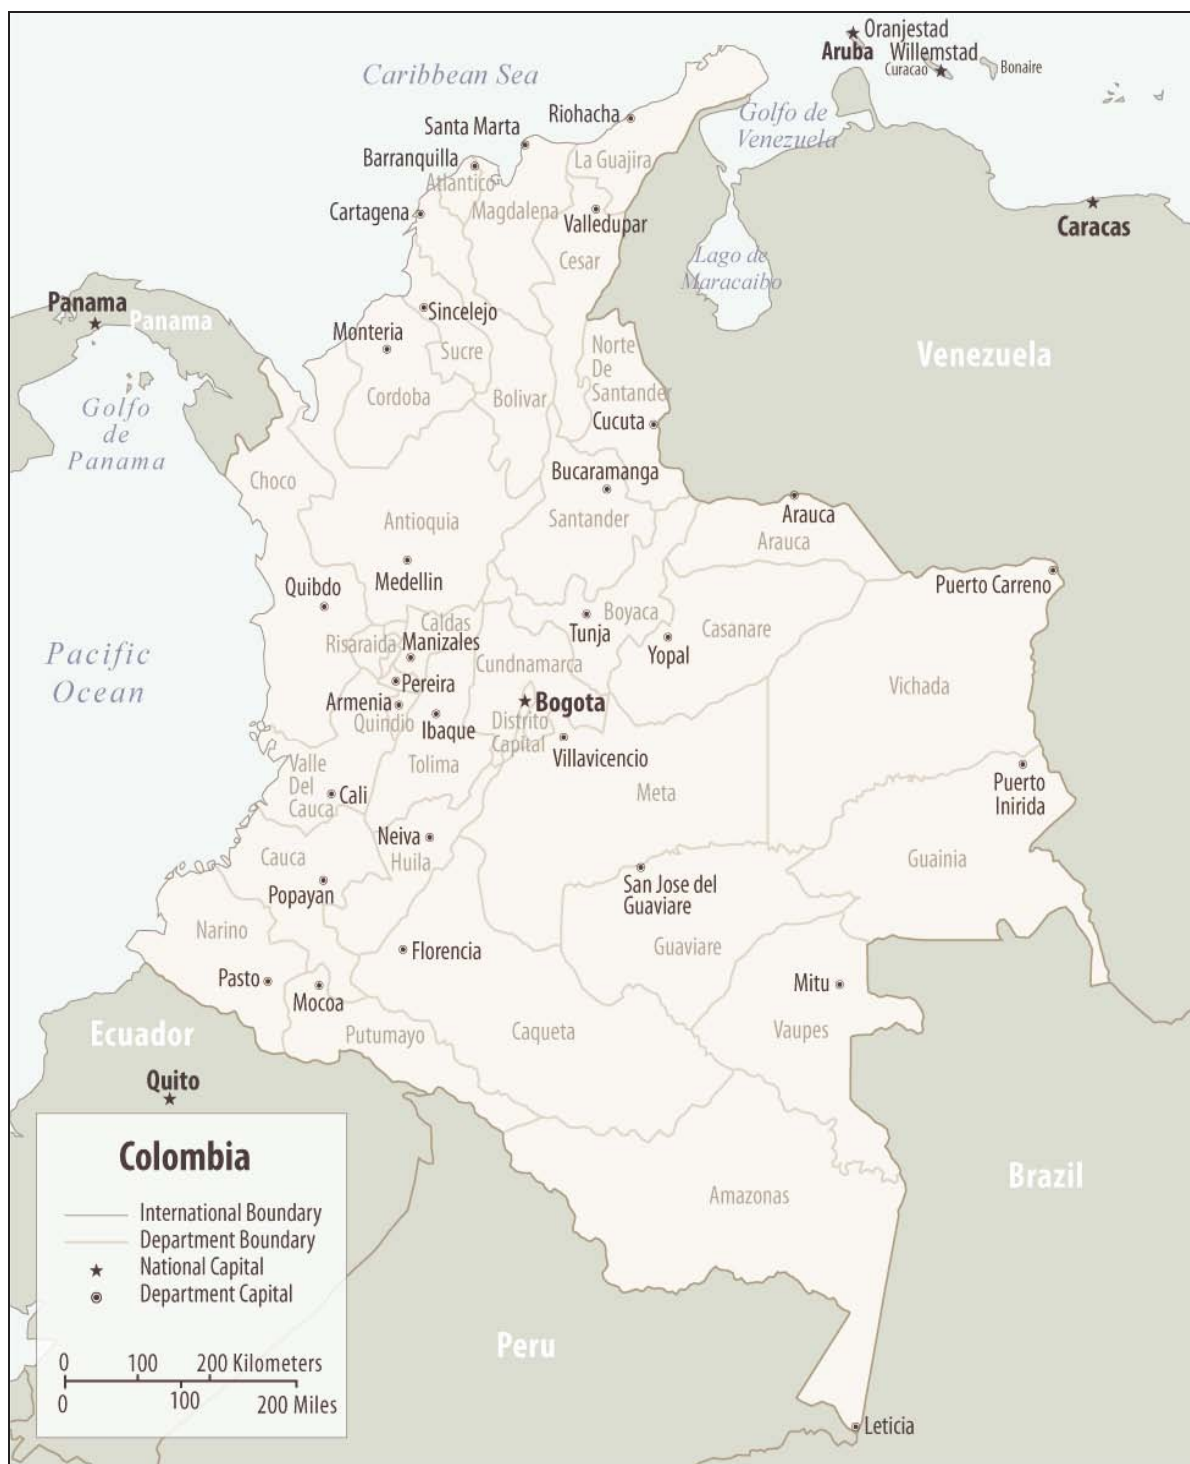 Oranjestad
Aruba
Willemstad
Curacao
Bonaire
Caribbean Sea
Riohacha
Golfo de
Venezuela
Santa Marta
Barranquilla
La Guajira
Atlantico
Cartagena
Magdalena
Valledupar
Caracas
Cesar
Lago de
Maracaibo
Panama
Panama
Sincelejo
Monteria
Sucre
Norte
De
Santander
Venezuela
Cordoba
Bolivar
Golfo
de
Panama
Cucuta
Choco
Bucaramanga
Santander
Antioquia
Arauca
Arauca
Medellin
Quibdo
Puerto Carreno
Boyaca
Tunja
Casanare
Caldas
Risaraida
Manizales
Yopal
Cundnamarca
Pacific
Ocean
Pereira
Vichada
Armenia
Bogota
Quindio
Ibaque
Distrito
Capital
Villavicencio
Valle
Del
Cauca
Tolima
Cali
Meta
Puerto
Inirida
Neiva
Huila
Cauca
Guainia
Popayan
San Jose del
Guaviare
Narino
Guaviare
Florencia
Pasto
Mocoa
Mitu
Putumayo
Caqueta
Vaupes
Ecuador
Quito
Brazil
Amazonas
Colombia
International Boundary
Department Boundary
National Capital
Department Capital
0 100 200 Kilometers
0 100 200 Miles
Peru
Leticia